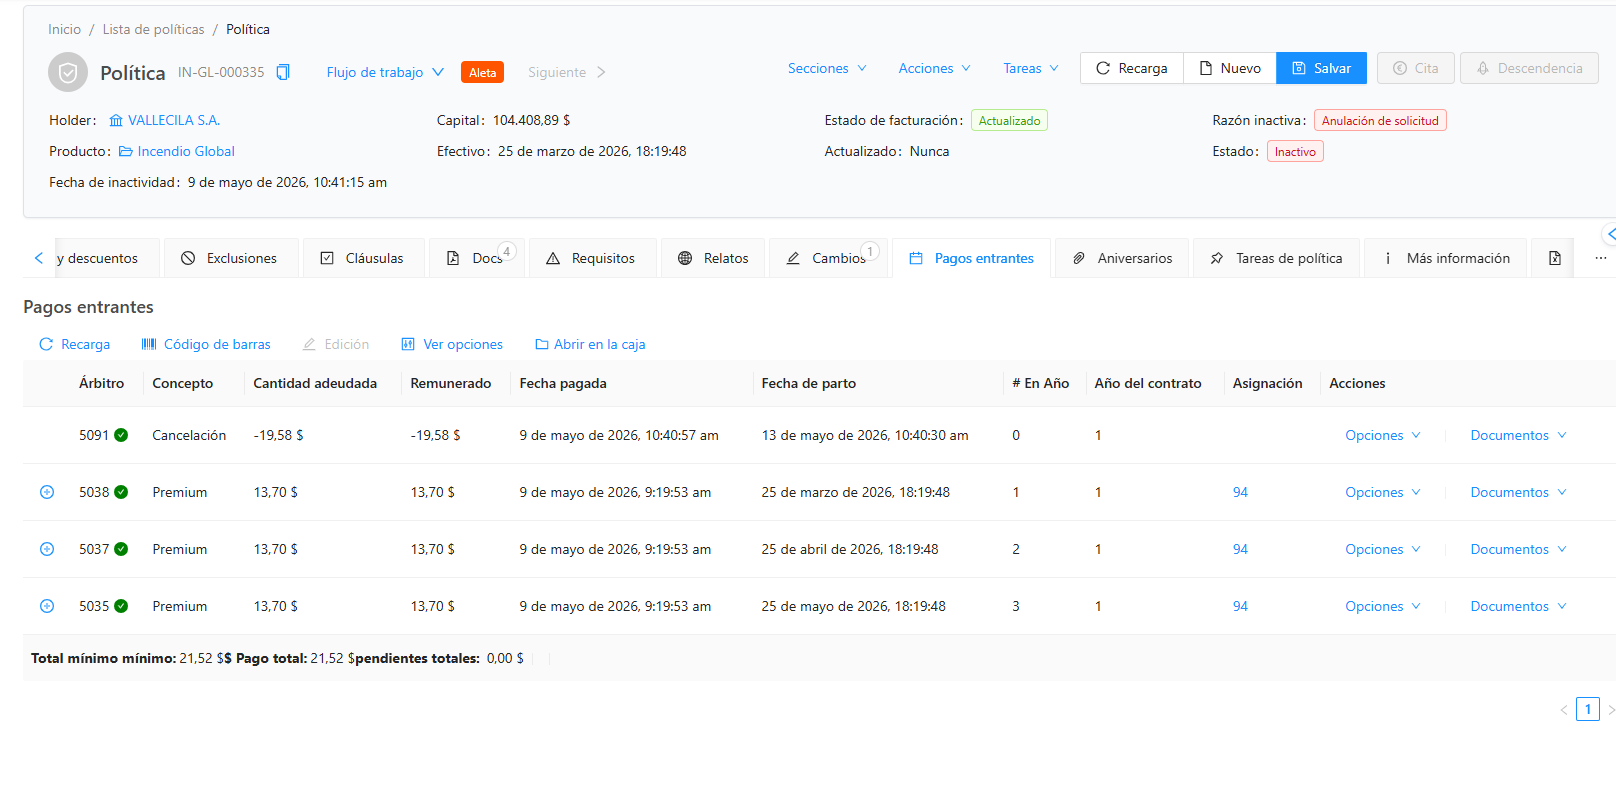 Inicio / Lista de políticas / Política
Política IN-GL-000335 Flujo de trabajo Aleta Siguiente Secciones Acciones Tareas Recarga Nuevo Salvar Cita Descendencia
Holder: VALLECILA S.A. Capital: 104.408,89 $ Estado de facturación: Actualizado Razón inactiva: Anulación de solicitud
Producto: Incendio Global Efectivo: 25 de marzo de 2026, 18:19:48 Actualizado: Nunca Estado: Inactivo
Fecha de inactividad: 9 de mayo de 2026, 10:41:15 am
y descuentos Exclusiones Cláusulas Docs 4 Requisitos Relatos Cambios 1 Pagos entrantes Aniversarios Tareas de política Más información ...
Pagos entrantes
Recarga Código de barras Edición Ver opciones Abrir en la caja
Árbitro Concepto Cantidad adeudada Remunerado Fecha pagada Fecha de parto # En Año Año del contrato Asignación Acciones
5091 Cancelación -19,58 $ -19,58 $ 9 de mayo de 2026, 10:40:57 am 13 de mayo de 2026, 10:40:30 am 0 1 Opciones Documentos
5038 Premium 13,70 $ 13,70 $ 9 de mayo de 2026, 9:19:53 am 25 de marzo de 2026, 18:19:48 1 1 94 Opciones Documentos
5037 Premium 13,70 $ 13,70 $ 9 de mayo de 2026, 9:19:53 am 25 de abril de 2026, 18:19:48 2 1 94 Opciones Documentos
5035 Premium 13,70 $ 13,70 $ 9 de mayo de 2026, 9:19:53 am 25 de mayo de 2026, 18:19:48 3 1 94 Opciones Documentos
Total mínimo mínimo: 21,52 $$ Pago total: 21,52 $pendientes totales: 0,00 $
1